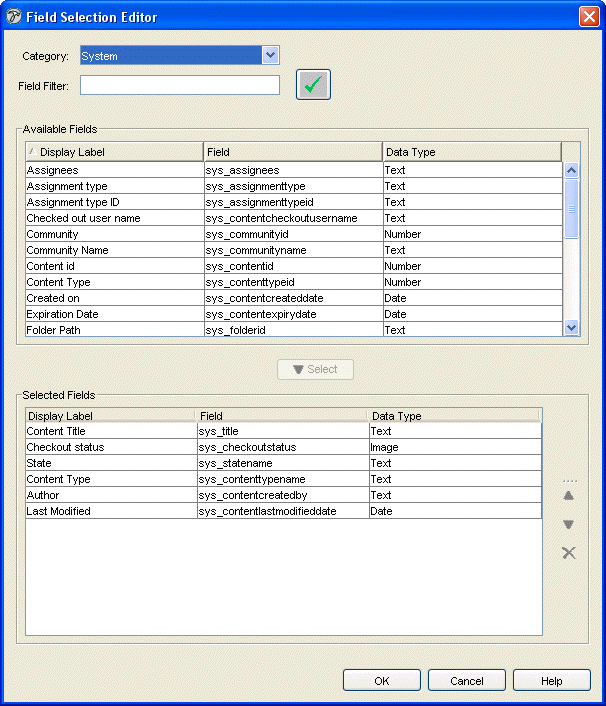 Field Selection Editor
Category: System
Field Filter:
Available Fields
Display Label Field Data Type
Assignees sys_assignees Text
Assignment type sys_assignmenttype Text
Assignment type ID sys_assignmenttypeid Text
Checked out user name sys_contentcheckoutusername Text
Community sys_communityid Number
Community Name sys_communityname Text
Content id sys_contentid Number
Content Type sys_contenttypeid Number
Created on sys_contentcreateddate Date
Expiration Date sys_contentexpirydate Date
Folder Path sys_folderid Text
Select
Selected Fields
Display Label Field Data Type
Content Title sys_title Text
Checkout status sys_checkoutstatus Image
State sys_statename Text
Content Type sys_contenttypename Text
Author sys_contentcreatedby Text
Last Modified sys_contentlastmodifieddate Date
OK Cancel Help